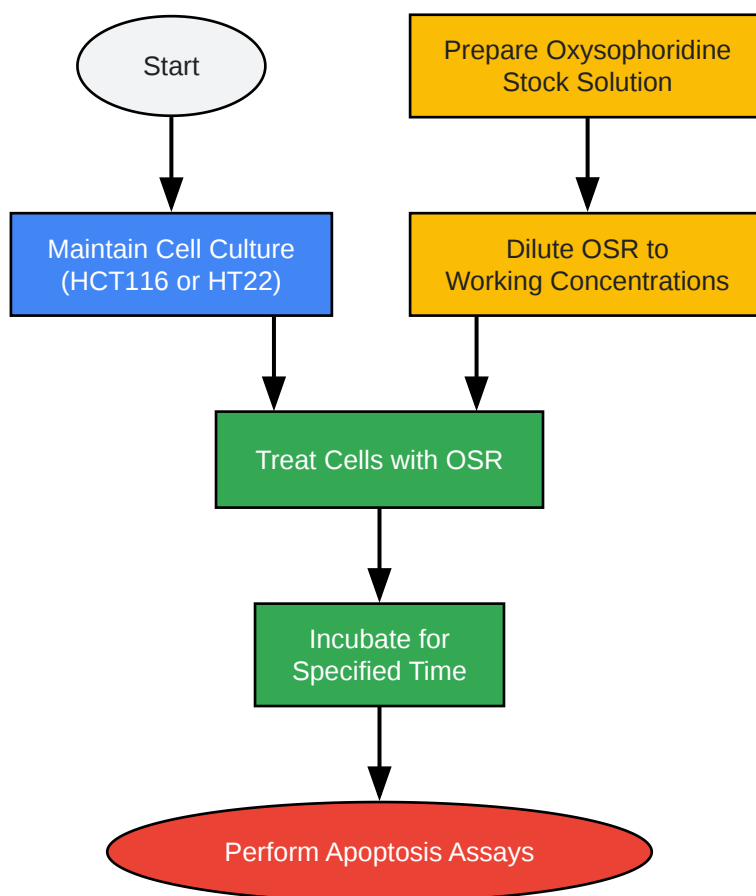 Start
Prepare Oxysophoridine
Stock Solution
Maintain Cell Culture
(HCT116 or HT22)
Dilute OSR to
Working Concentrations
Treat Cells with OSR
Incubate for
Specified Time
Perform Apoptosis Assays